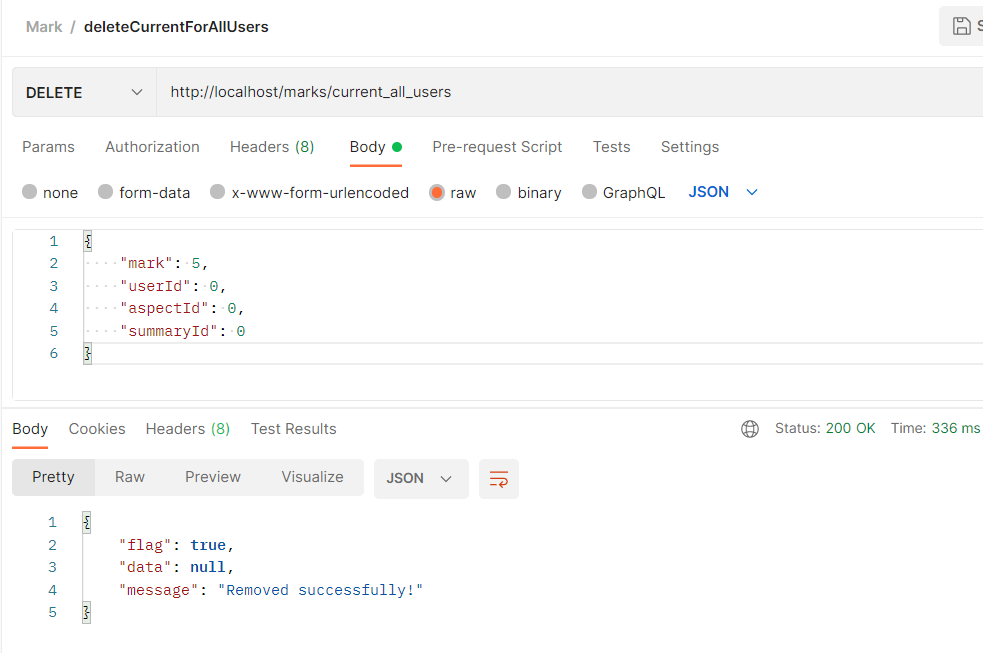 Mark / deleteCurrentForAllUsers
S
DELETE http://localhost/marks/current_all_users
Params Authorization Headers (8) Body Pre-request Script Tests Settings
none form-data x-www-form-urlencoded raw binary GraphQL JSON
1 {
2 ····"mark":·5,
3 ····"userId":·0,
4 ····"aspectId":·0,
5 ····"summaryId":·0
6 }
Body Cookies Headers (8) Test Results Status: 200 OK Time: 336 ms
Pretty Raw Preview Visualize JSON
1 {
2 "flag": true,
3 "data": null,
4 "message": "Removed successfully!"
5 }